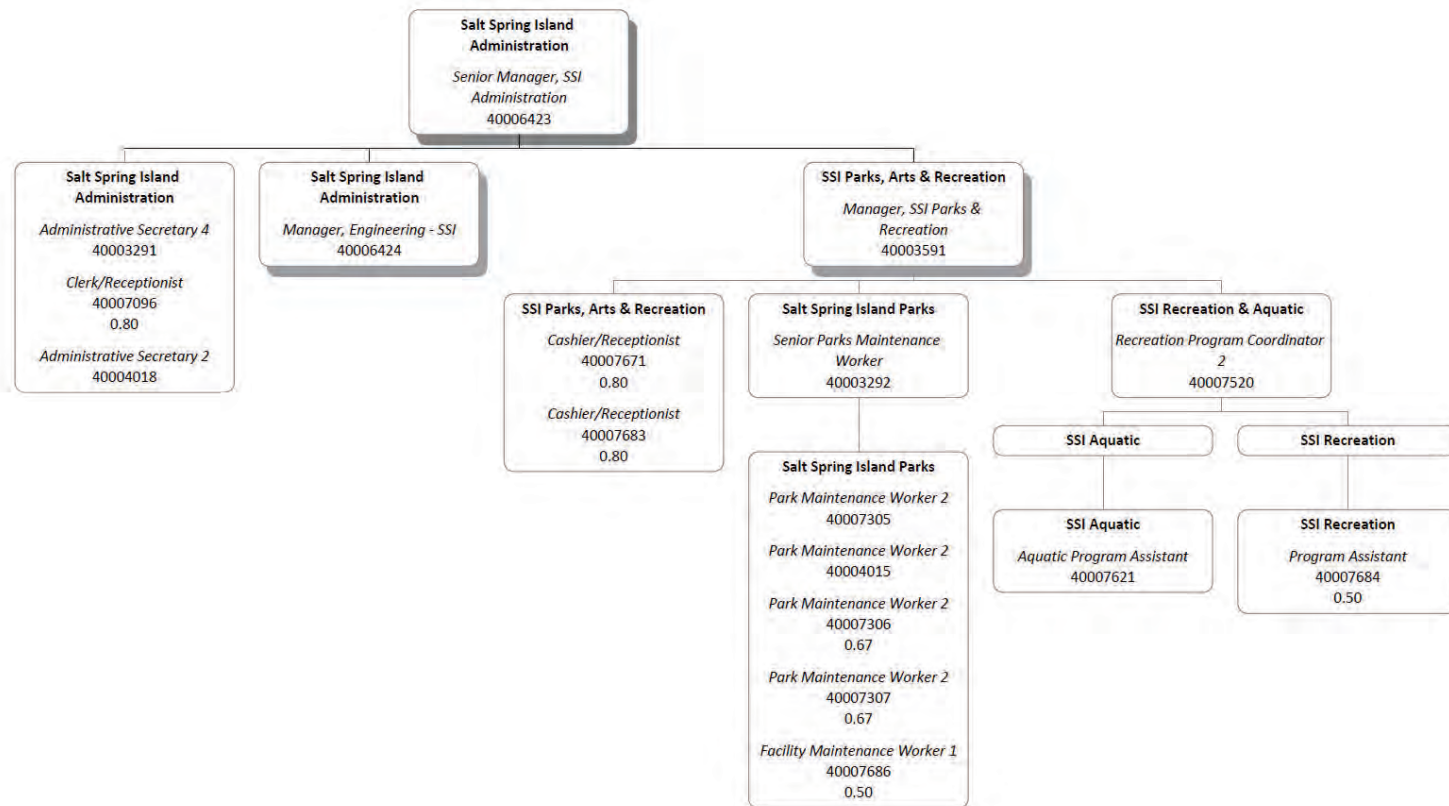 Salt Spring Island
Administration
Senior Manager, SSI
Administration
40006423
Salt Spring Island
Administration
Administrative Secretary 4
40003291
Clerk/Receptionist
40007096
0.80
Administrative Secretary 2
40004018
Salt Spring Island
Administration
Manager, Engineering - SSI
40006424
SSI Parks, Arts & Recreation
Manager, SSI Parks &
Recreation
40003591
SSI Parks, Arts & Recreation
Cashier/Receptionist
40007671
0.80
Cashier/Receptionist
40007683
0.80
Salt Spring Island Parks
Senior Parks Maintenance
Worker
40003292
Salt Spring Island Parks
Park Maintenance Worker 2
40007305
Park Maintenance Worker 2
40004015
Park Maintenance Worker 2
40007306
0.67
Park Maintenance Worker 2
40007307
0.67
Facility Maintenance Worker 1
40007686
0.50
SSI Recreation & Aquatic
Recreation Program Coordinator
2
40007520
SSI Aquatic
SSI Aquatic
Aquatic Program Assistant
40007621
SSI Recreation
SSI Recreation
Program Assistant
40007684
0.50